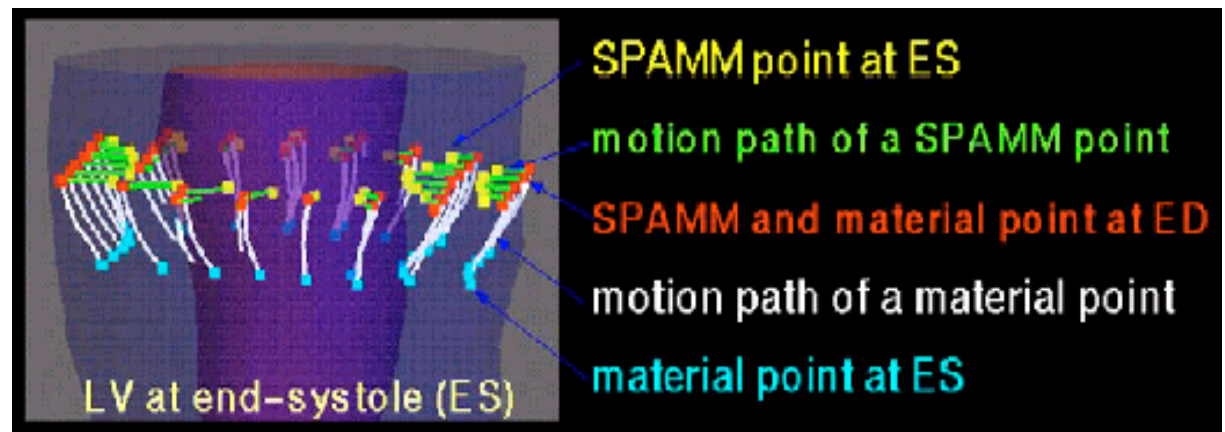 SPAMM point at ES
motion path of a SPAMM point
SPAMM and material point at ED
motion path of a material point
material point at ES
LV at end-systole (ES)